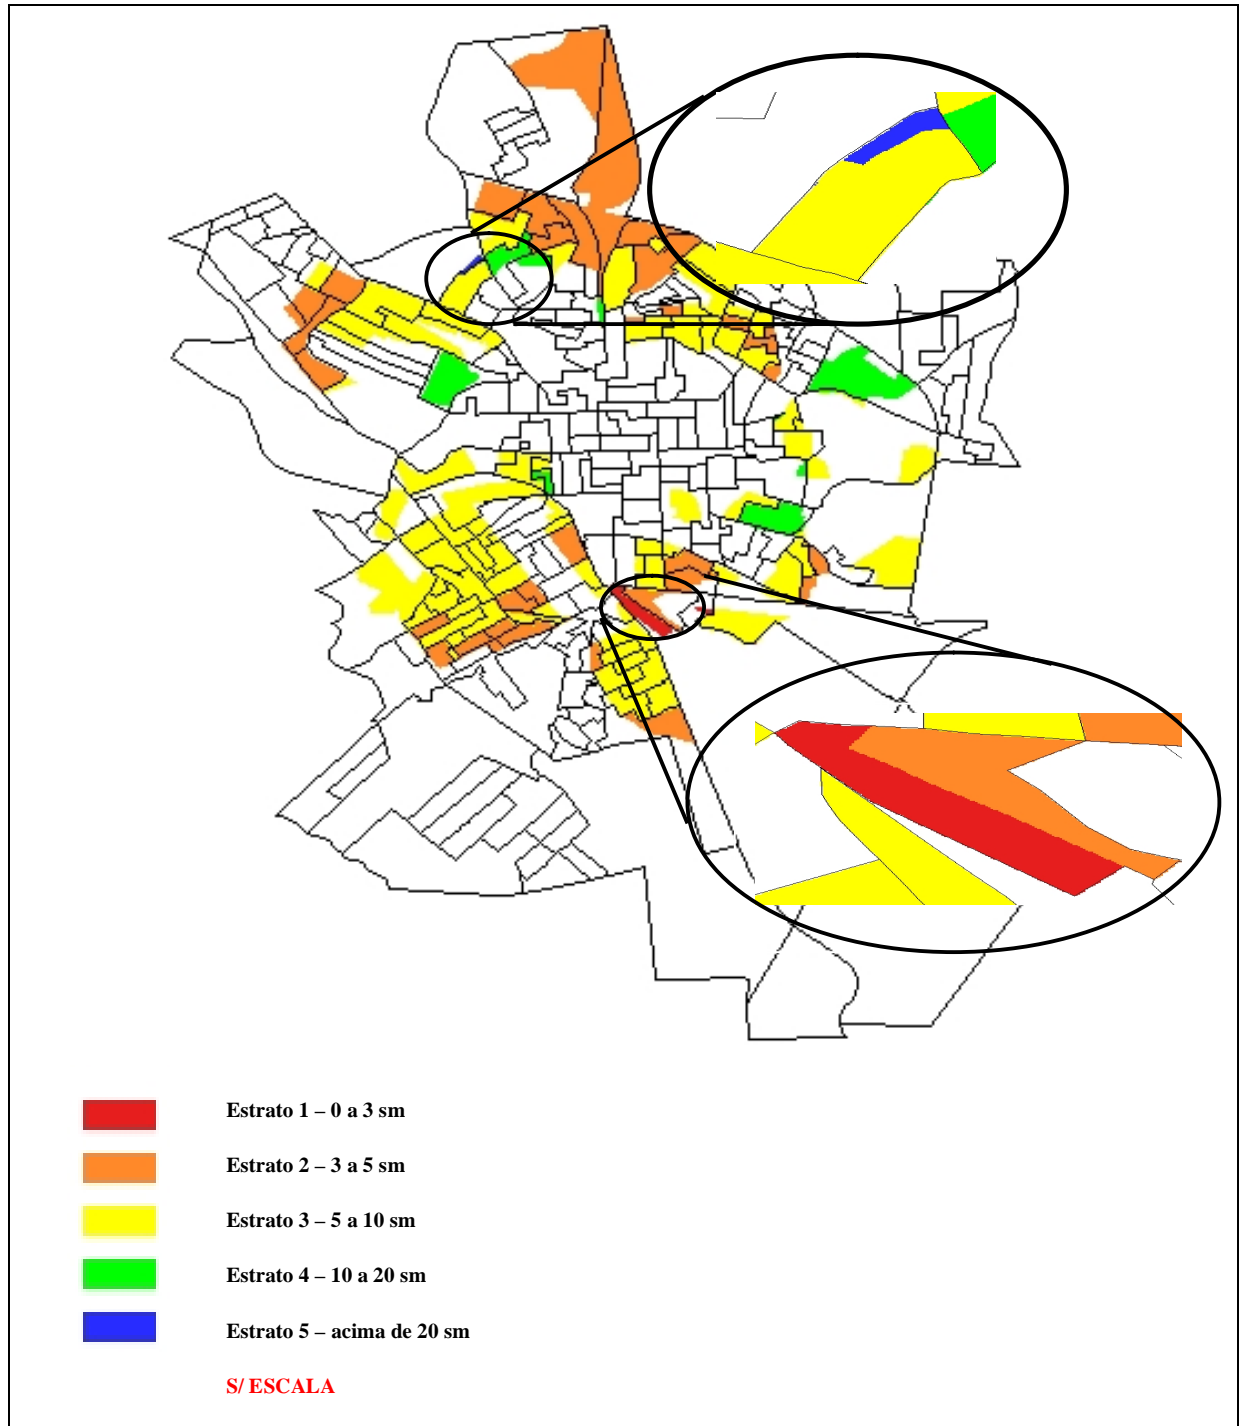 Estrato 1 – 0 a 3 sm
Estrato 2 – 3 a 5 sm
Estrato 3 – 5 a 10 sm
Estrato 4 – 10 a 20 sm
Estrato 5 – acima de 20 sm
S/ ESCALA